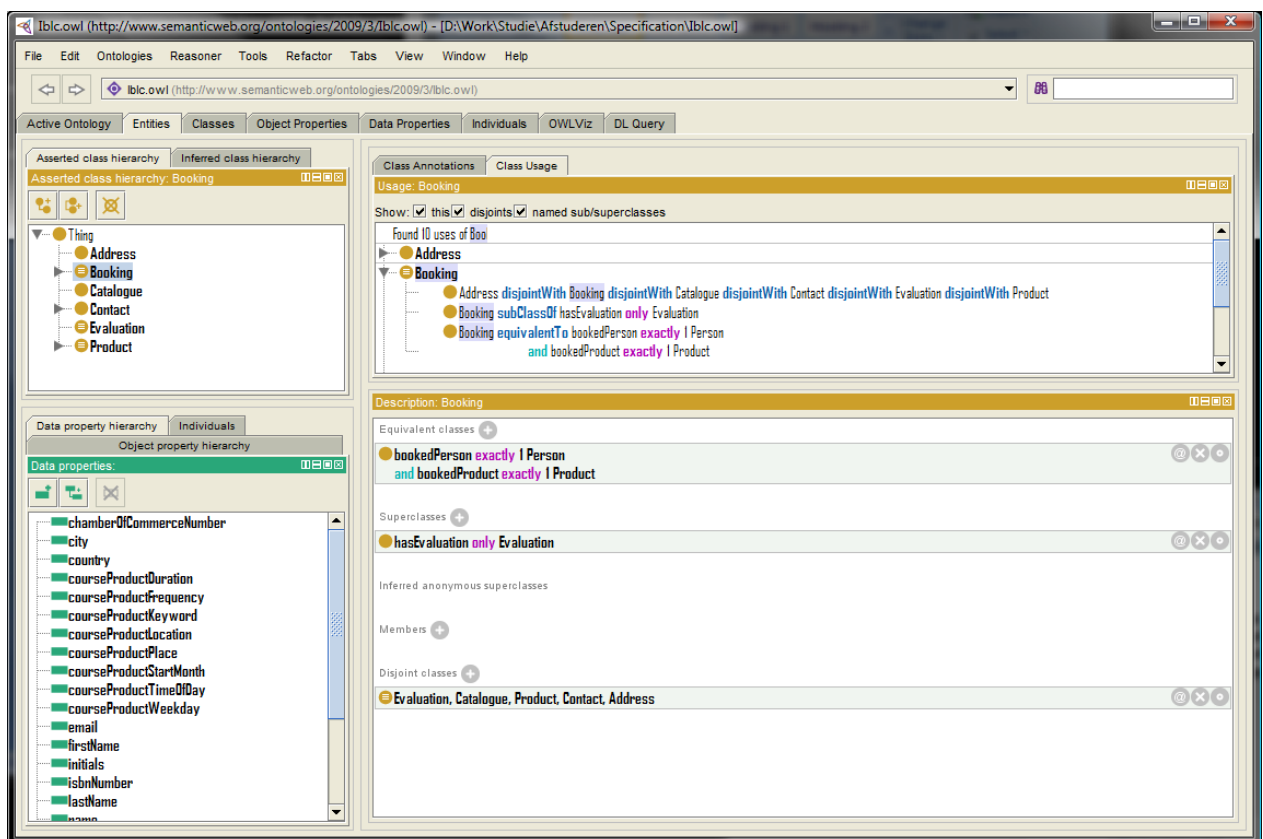 Iblc.owl (http://www.semanticweb.org/ontologies/2009/3/Iblc.owl) - [D:\Work\Studie\Afstuderen\Specification\Iblc.owl]
File Edit Ontologies Reasoner Tools Refactor Tabs View Window Help
Iblc.owl (http://www.semanticweb.org/ontologies/2009/3/Iblc.owl)
Active Ontology Entities Classes Object Properties Data Properties Individuals OWLViz DL Query
Asserted class hierarchy Inferred class hierarchy
Asserted class hierarchy: Booking
Thing
Address
Booking
Catalogue
Contact
Evaluation
Product
Class Annotations Class Usage
Usage: Booking
Show: this disjoints named sub/superclasses
Found 10 uses of Boo
Address
Booking
Address disjointWith Booking disjointWith Catalogue disjointWith Contact disjointWith Evaluation disjointWith Product
Booking subClassOf hasEvaluation only Evaluation
Booking equivalentTo bookedPerson exactly 1 Person
and bookedProduct exactly 1 Product
Data property hierarchy Individuals
Object property hierarchy
Data properties:
chamberOfCommerceNumber
city
country
courseProductDuration
courseProductFrequency
courseProductKeyword
courseProductLocation
courseProductPlace
courseProductStartMonth
courseProductTimeOfDay
courseProductWeekday
email
firstName
initials
isbnNumber
lastName
name
Description: Booking
Equivalent classes
bookedPerson exactly 1 Person
and bookedProduct exactly 1 Product
Superclasses
hasEvaluation only Evaluation
Inferred anonymous superclasses
Members
Disjoint classes
Evaluation, Catalogue, Product, Contact, Address